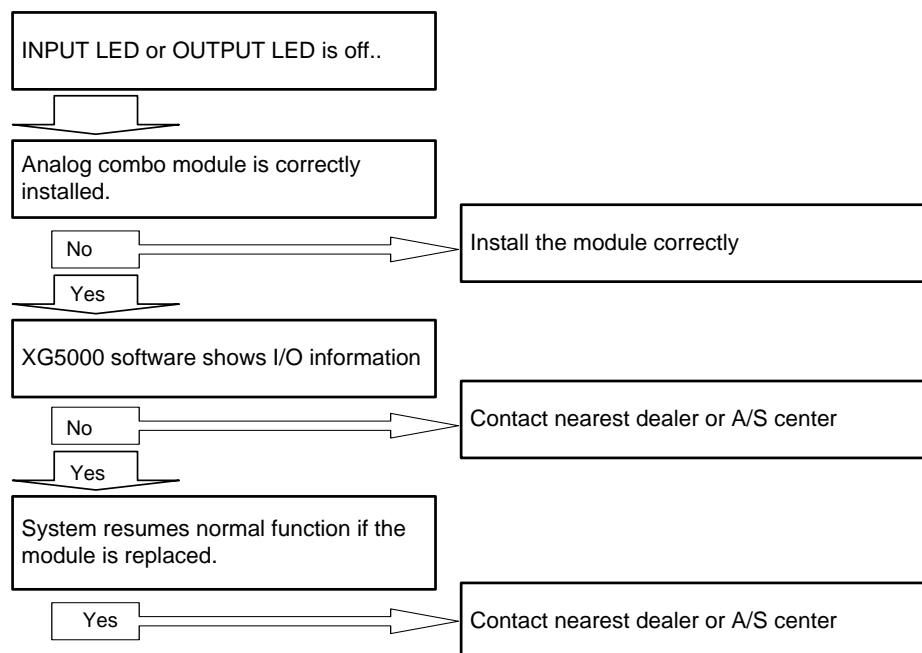 INPUT LED or OUTPUT LED is off..
Analog combo module is correctly
installed.
No
Install the module correctly
Yes
XG5000 software shows I/O information
No
Contact nearest dealer or A/S center
Yes
System resumes normal function if the
module is replaced.
Yes
Contact nearest dealer or A/S center